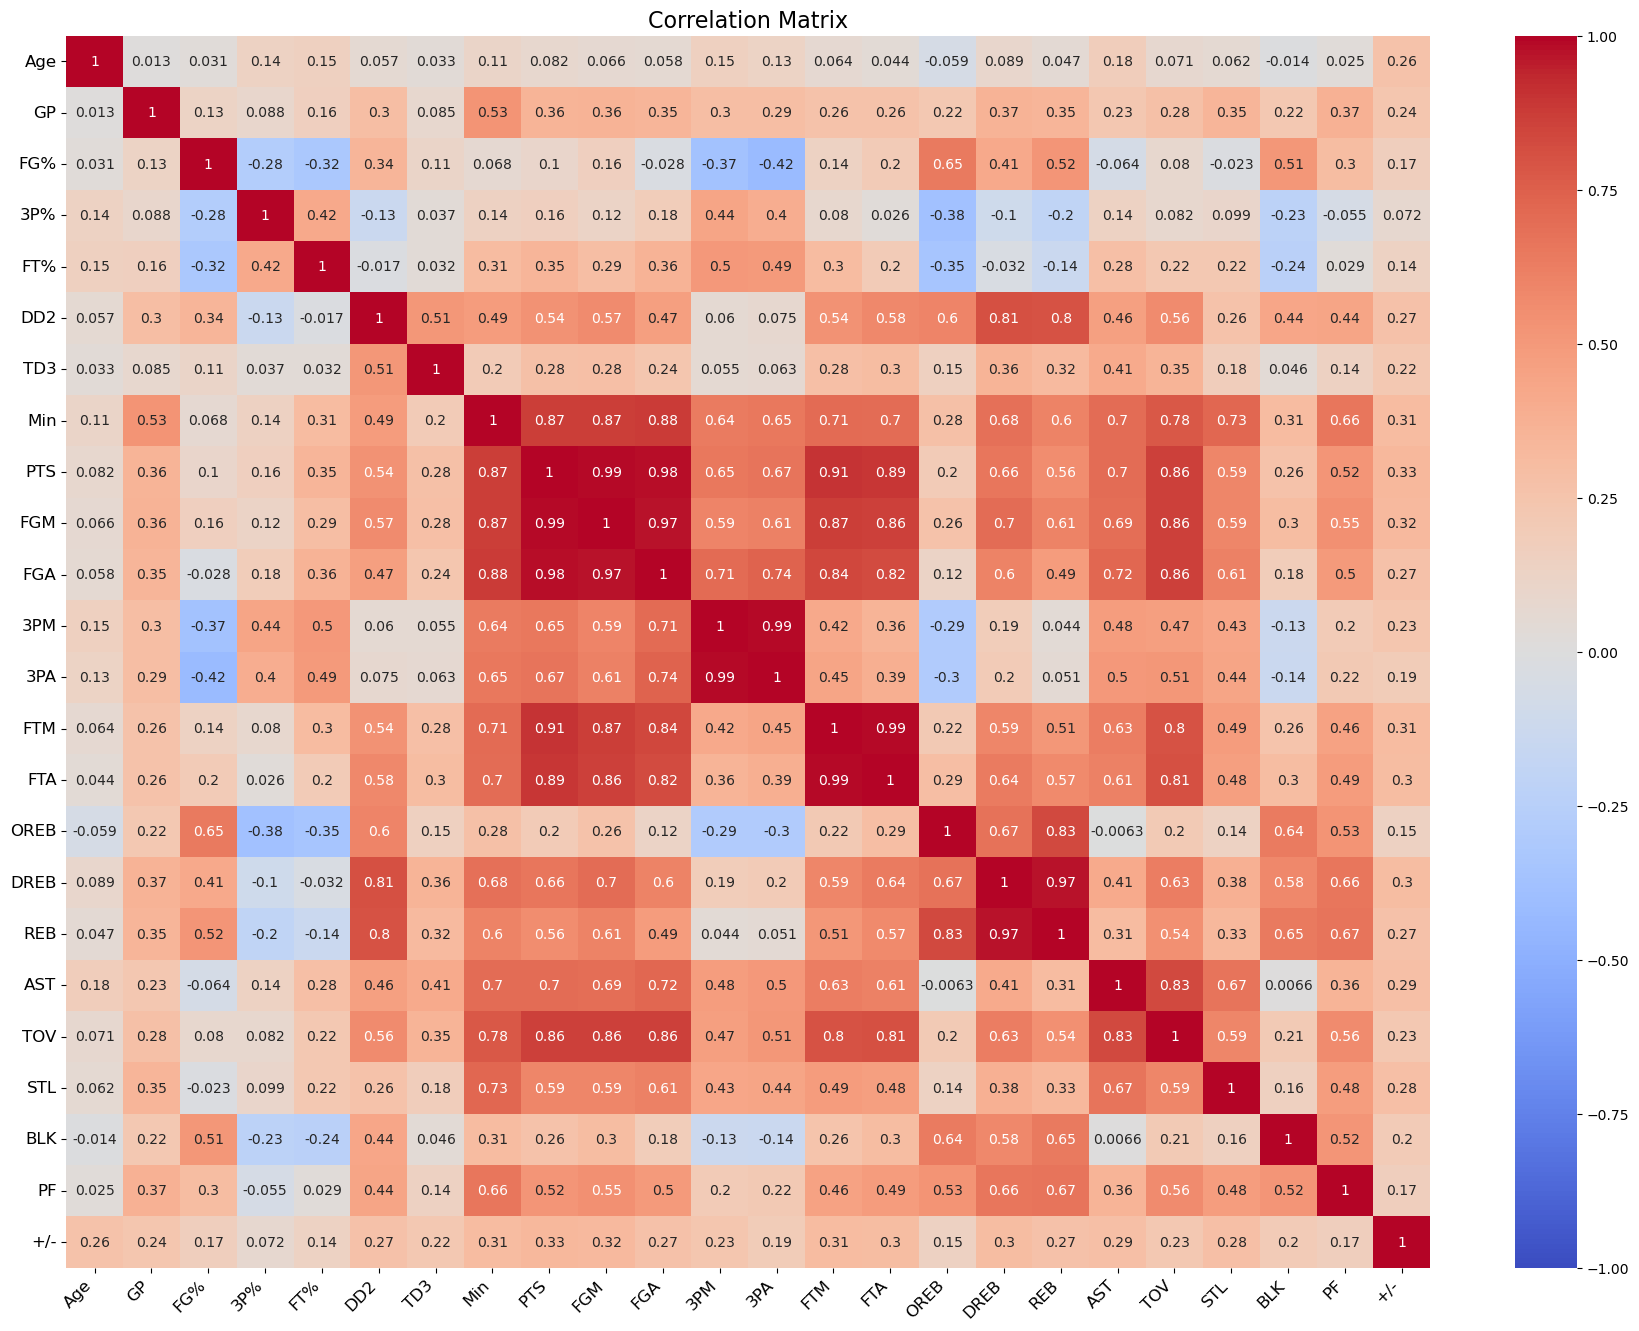 Correlation Matrix
Age 1 0.013 0.031 0.14 0.15 0.057 0.033 0.11 0.082 0.066 0.058 0.15 0.13 0.064 0.044 -0.059 0.089 0.047 0.18 0.071 0.062 -0.014 0.025 0.26
GP 0.013 1 0.13 0.088 0.16 0.3 0.085 0.53 0.36 0.36 0.35 0.3 0.29 0.26 0.26 0.22 0.37 0.35 0.23 0.28 0.35 0.22 0.37 0.24
FG% 0.031 0.13 1 -0.28 -0.32 0.34 0.11 0.068 0.1 0.16 -0.028 -0.37 -0.42 0.14 0.2 0.65 0.41 0.52 -0.064 0.08 -0.023 0.51 0.3 0.17
3P% 0.14 0.088 -0.28 1 0.42 -0.13 0.037 0.14 0.16 0.12 0.18 0.44 0.4 0.08 0.026 -0.38 -0.1 -0.2 0.14 0.082 0.099 -0.23 -0.055 0.072
FT% 0.15 0.16 -0.32 0.42 1 -0.017 0.032 0.31 0.35 0.29 0.36 0.5 0.49 0.3 0.2 -0.35 -0.032 -0.14 0.28 0.22 0.22 -0.24 0.029 0.14
DD2 0.057 0.3 0.34 -0.13 -0.017 1 0.51 0.49 0.54 0.57 0.47 0.06 0.075 0.54 0.58 0.6 0.81 0.8 0.46 0.56 0.26 0.44 0.44 0.27
TD3 0.033 0.085 0.11 0.037 0.032 0.51 1 0.2 0.28 0.28 0.24 0.055 0.063 0.28 0.3 0.15 0.36 0.32 0.41 0.35 0.18 0.046 0.14 0.22
Min 0.11 0.53 0.068 0.14 0.31 0.49 0.2 1 0.87 0.87 0.88 0.64 0.65 0.71 0.7 0.28 0.68 0.6 0.7 0.78 0.73 0.31 0.66 0.31
PTS 0.082 0.36 0.1 0.16 0.35 0.54 0.28 0.87 1 0.99 0.98 0.65 0.67 0.91 0.89 0.2 0.66 0.56 0.7 0.86 0.59 0.26 0.52 0.33
FGM 0.066 0.36 0.16 0.12 0.29 0.57 0.28 0.87 0.99 1 0.97 0.59 0.61 0.87 0.86 0.26 0.7 0.61 0.69 0.86 0.59 0.3 0.55 0.32
FGA 0.058 0.35 -0.028 0.18 0.36 0.47 0.24 0.88 0.98 0.97 1 0.71 0.74 0.84 0.82 0.12 0.6 0.49 0.72 0.86 0.61 0.18 0.5 0.27
3PM 0.15 0.3 -0.37 0.44 0.5 0.06 0.055 0.64 0.65 0.59 0.71 1 0.99 0.42 0.36 -0.29 0.19 0.044 0.48 0.47 0.43 -0.13 0.2 0.23
3PA 0.13 0.29 -0.42 0.4 0.49 0.075 0.063 0.65 0.67 0.61 0.74 0.99 1 0.45 0.39 -0.3 0.2 0.051 0.5 0.51 0.44 -0.14 0.22 0.19
FTM 0.064 0.26 0.14 0.08 0.3 0.54 0.28 0.71 0.91 0.87 0.84 0.42 0.45 1 0.99 0.22 0.59 0.51 0.63 0.8 0.49 0.26 0.46 0.31
FTA 0.044 0.26 0.2 0.026 0.2 0.58 0.3 0.7 0.89 0.86 0.82 0.36 0.39 0.99 1 0.29 0.64 0.57 0.61 0.81 0.48 0.3 0.49 0.3
OREB -0.059 0.22 0.65 -0.38 -0.35 0.6 0.15 0.28 0.2 0.26 0.12 -0.29 -0.3 0.22 0.29 1 0.67 0.83 -0.0063 0.2 0.14 0.64 0.53 0.15
DREB 0.089 0.37 0.41 -0.1 -0.032 0.81 0.36 0.68 0.66 0.7 0.6 0.19 0.2 0.59 0.64 0.67 1 0.97 0.41 0.63 0.38 0.58 0.66 0.3
REB 0.047 0.35 0.52 -0.2 -0.14 0.8 0.32 0.6 0.56 0.61 0.49 0.044 0.051 0.51 0.57 0.83 0.97 1 0.31 0.54 0.33 0.65 0.67 0.27
AST 0.18 0.23 -0.064 0.14 0.28 0.46 0.41 0.7 0.7 0.69 0.72 0.48 0.5 0.63 0.61 -0.0063 0.41 0.31 1 0.83 0.67 0.0066 0.36 0.29
TOV 0.071 0.28 0.08 0.082 0.22 0.56 0.35 0.78 0.86 0.86 0.86 0.47 0.51 0.8 0.81 0.2 0.63 0.54 0.83 1 0.59 0.21 0.56 0.23
STL 0.062 0.35 -0.023 0.099 0.22 0.26 0.18 0.73 0.59 0.59 0.61 0.43 0.44 0.49 0.48 0.14 0.38 0.33 0.67 0.59 1 0.16 0.48 0.28
BLK -0.014 0.22 0.51 -0.23 -0.24 0.44 0.046 0.31 0.26 0.3 0.18 -0.13 -0.14 0.26 0.3 0.64 0.58 0.65 0.0066 0.21 0.16 1 0.52 0.2
PF 0.025 0.37 0.3 -0.055 0.029 0.44 0.14 0.66 0.52 0.55 0.5 0.2 0.22 0.46 0.49 0.53 0.66 0.67 0.36 0.56 0.48 0.52 1 0.17
+/- 0.26 0.24 0.17 0.072 0.14 0.27 0.22 0.31 0.33 0.32 0.27 0.23 0.19 0.31 0.3 0.15 0.3 0.27 0.29 0.23 0.28 0.2 0.17 1
Age GP FG% 3P% FT% DD2 TD3 Min PTS FGM FGA 3PM 3PA FTM FTA OREB DREB REB AST TOV STL BLK PF +/-
1.00
0.75
0.50
0.25
0.00
−0.25
−0.50
−0.75
−1.00